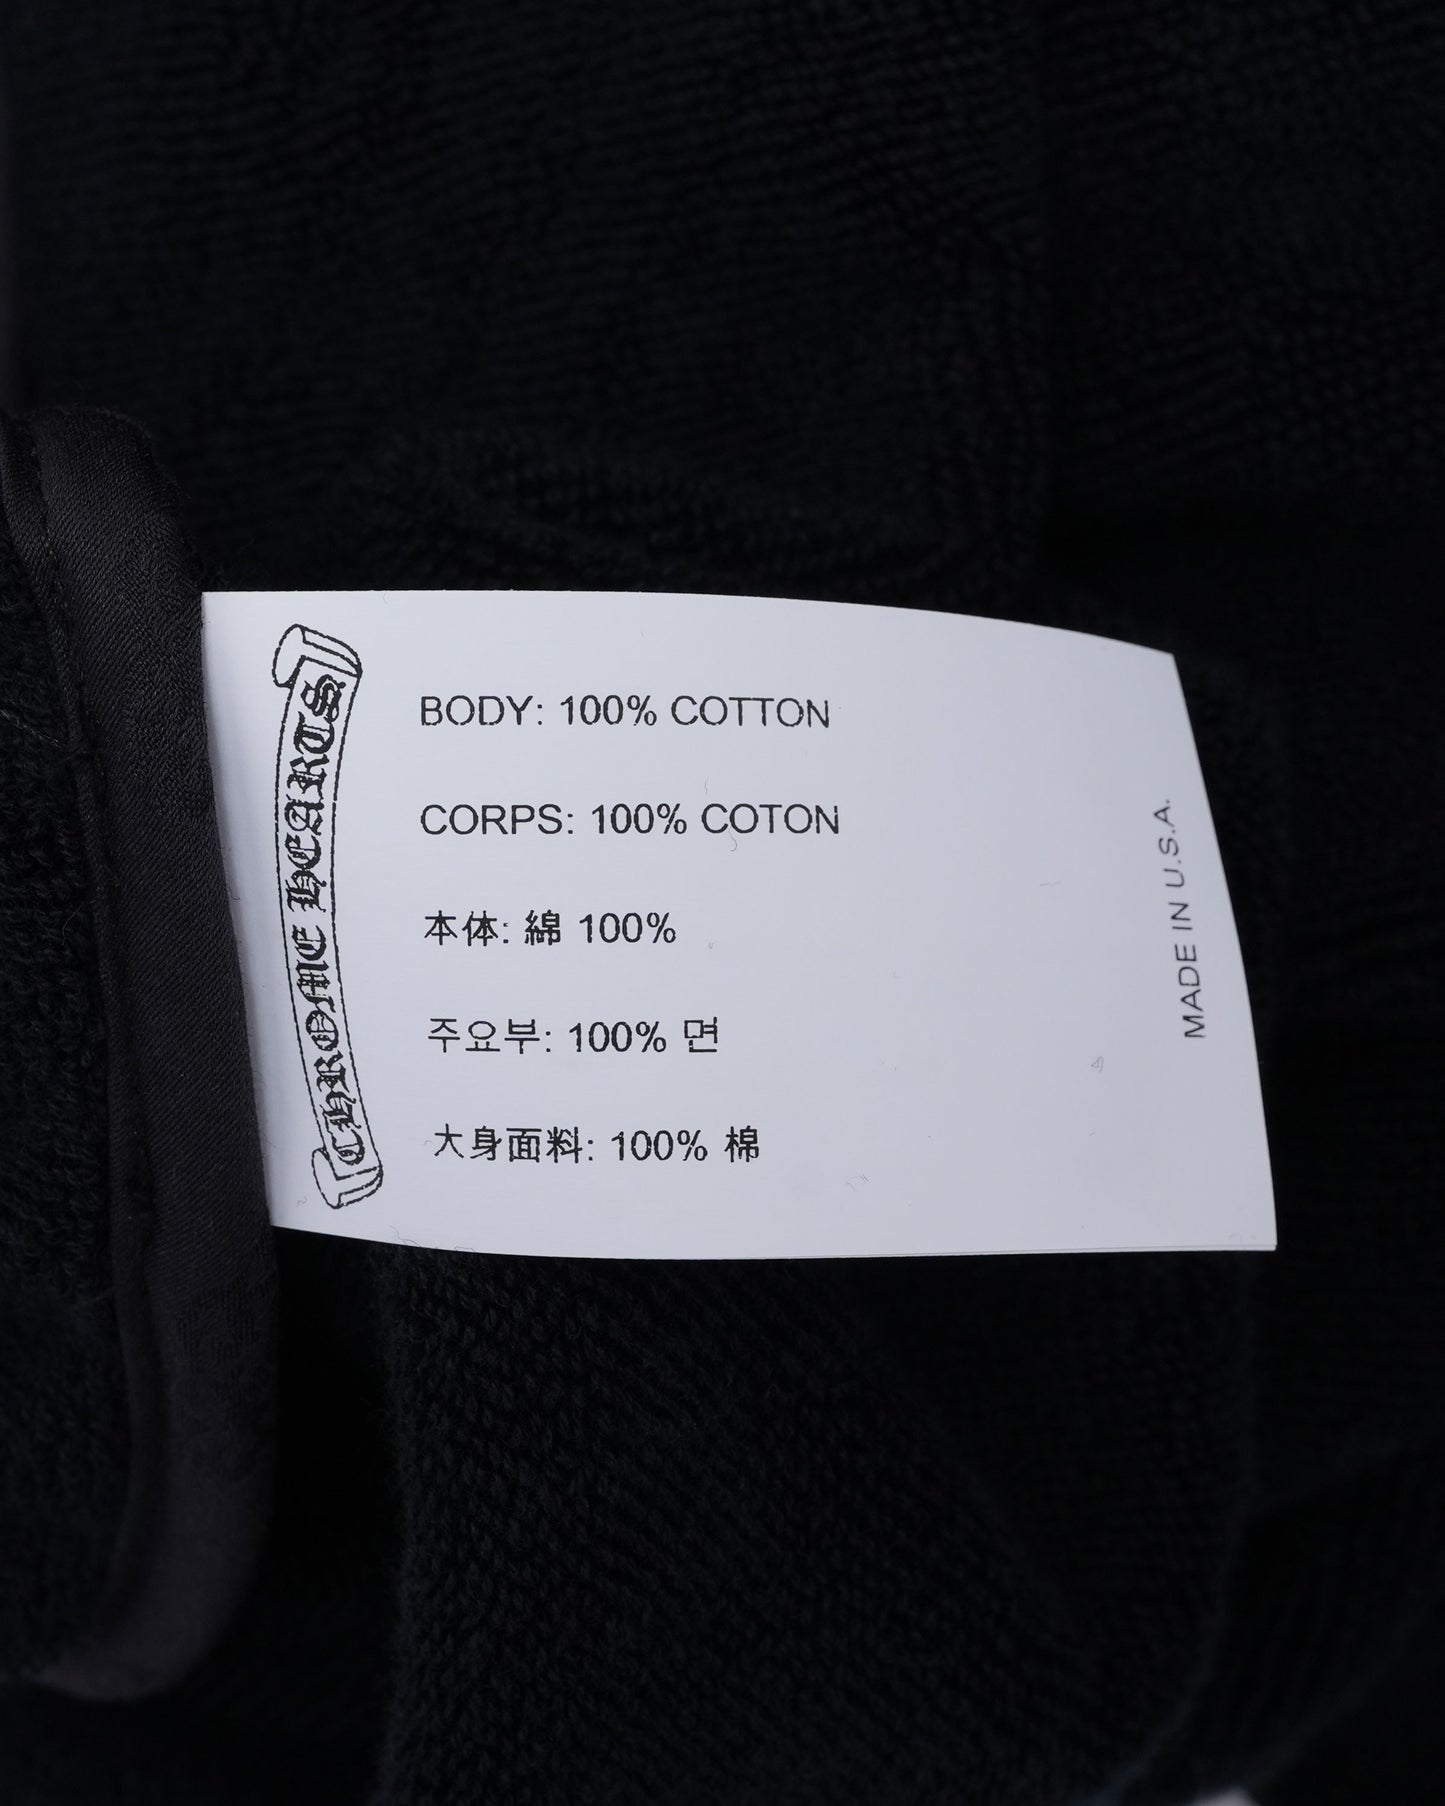 CHROME HEARTS
BODY: 100% COTTON
CORPS: 100% COTON
本体: 綿 100%
주요부: 100% 면
大身面料: 100% 棉
MADE IN U.S.A.